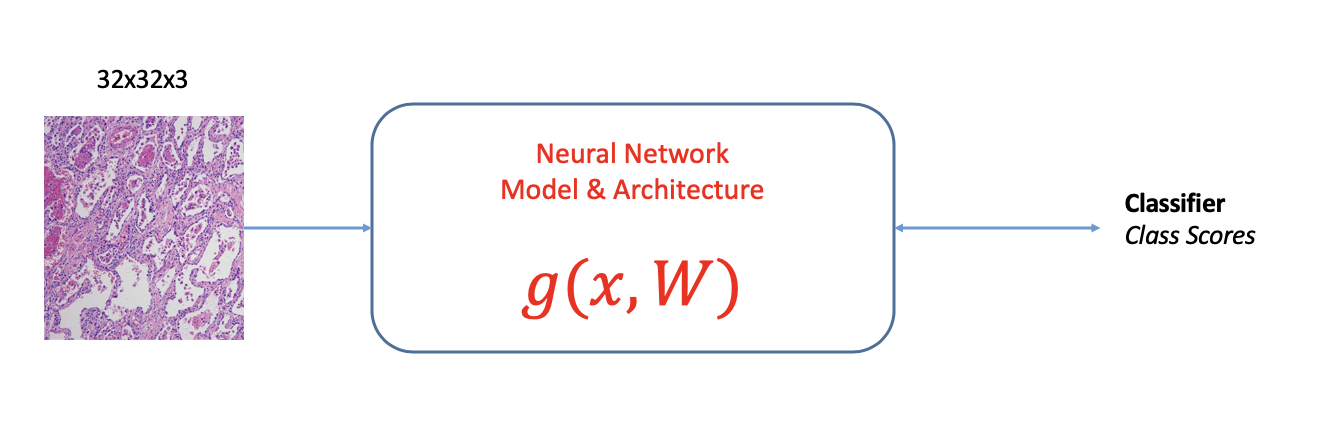 32x32x3
Neural Network
Model & Architecture
g(x, W)
Classifier
Class Scores